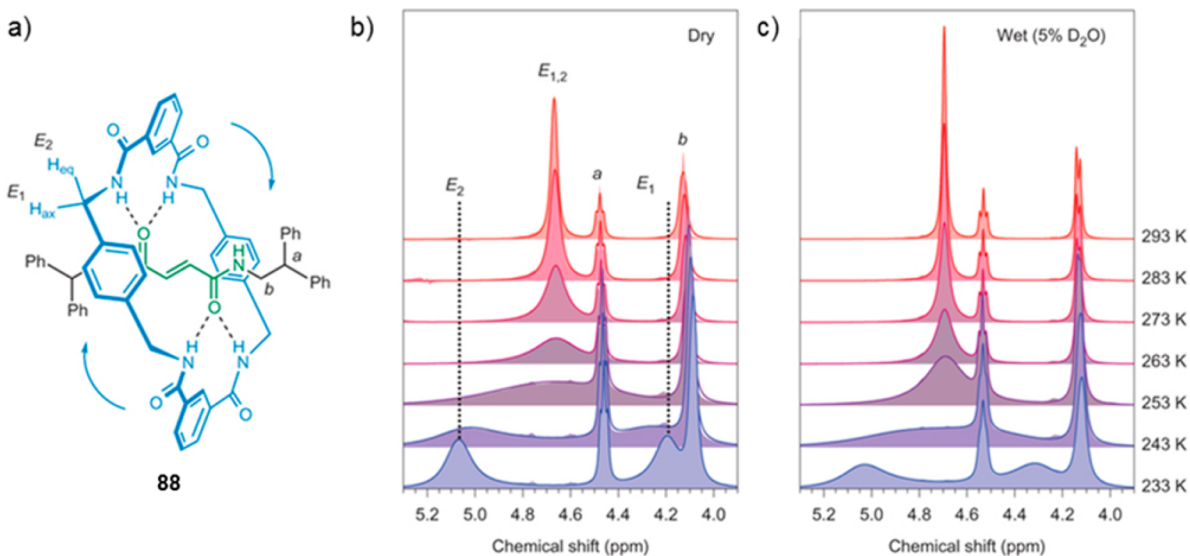 a)
b)
c)
E2
Heq
E1
Hax
O
O
N
H
N
H
O
O
H
N
a
b
Ph
Ph
Ph
Ph
H
N
H
N
O
O
88
Dry
E1,2
a
b
E2
E1
5.2 4.8 4.6 4.4 4.2 4.0
Chemical shift (ppm)
Wet (5% D2O)
293 K
283 K
273 K
263 K
253 K
243 K
233 K
5.2 5.0 4.8 4.6 4.4 4.2 4.0
Chemical shift (ppm)